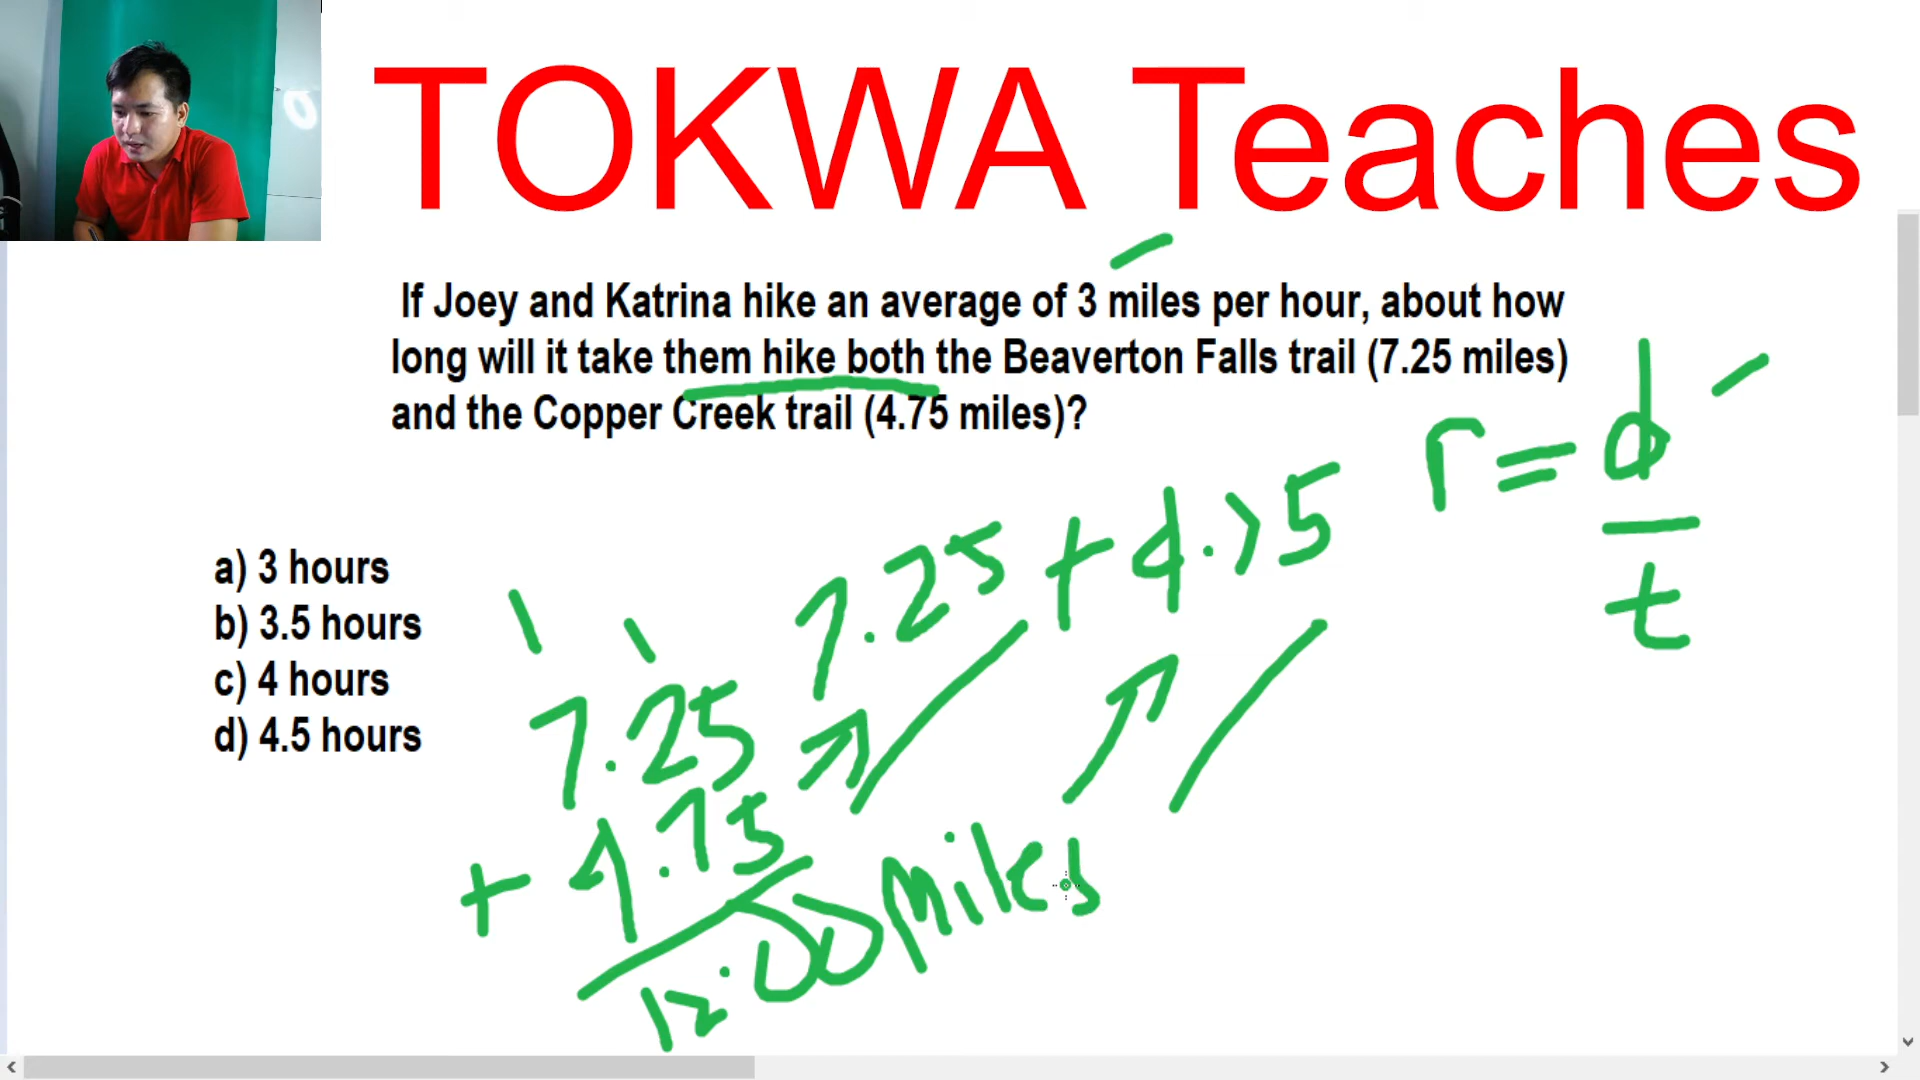 TOKWA Teaches
If Joey and Katrina hike an average of 3 miles per hour, about how
long will it take them hike both the Beaverton Falls trail (7.25 miles)
and the Copper Creek trail (4.75 miles)?
r = d
t
7.25 + 4.75
a) 3 hours
b) 3.5 hours
c) 4 hours
d) 4.5 hours
7.25
+ 4.75
12.00 Miles